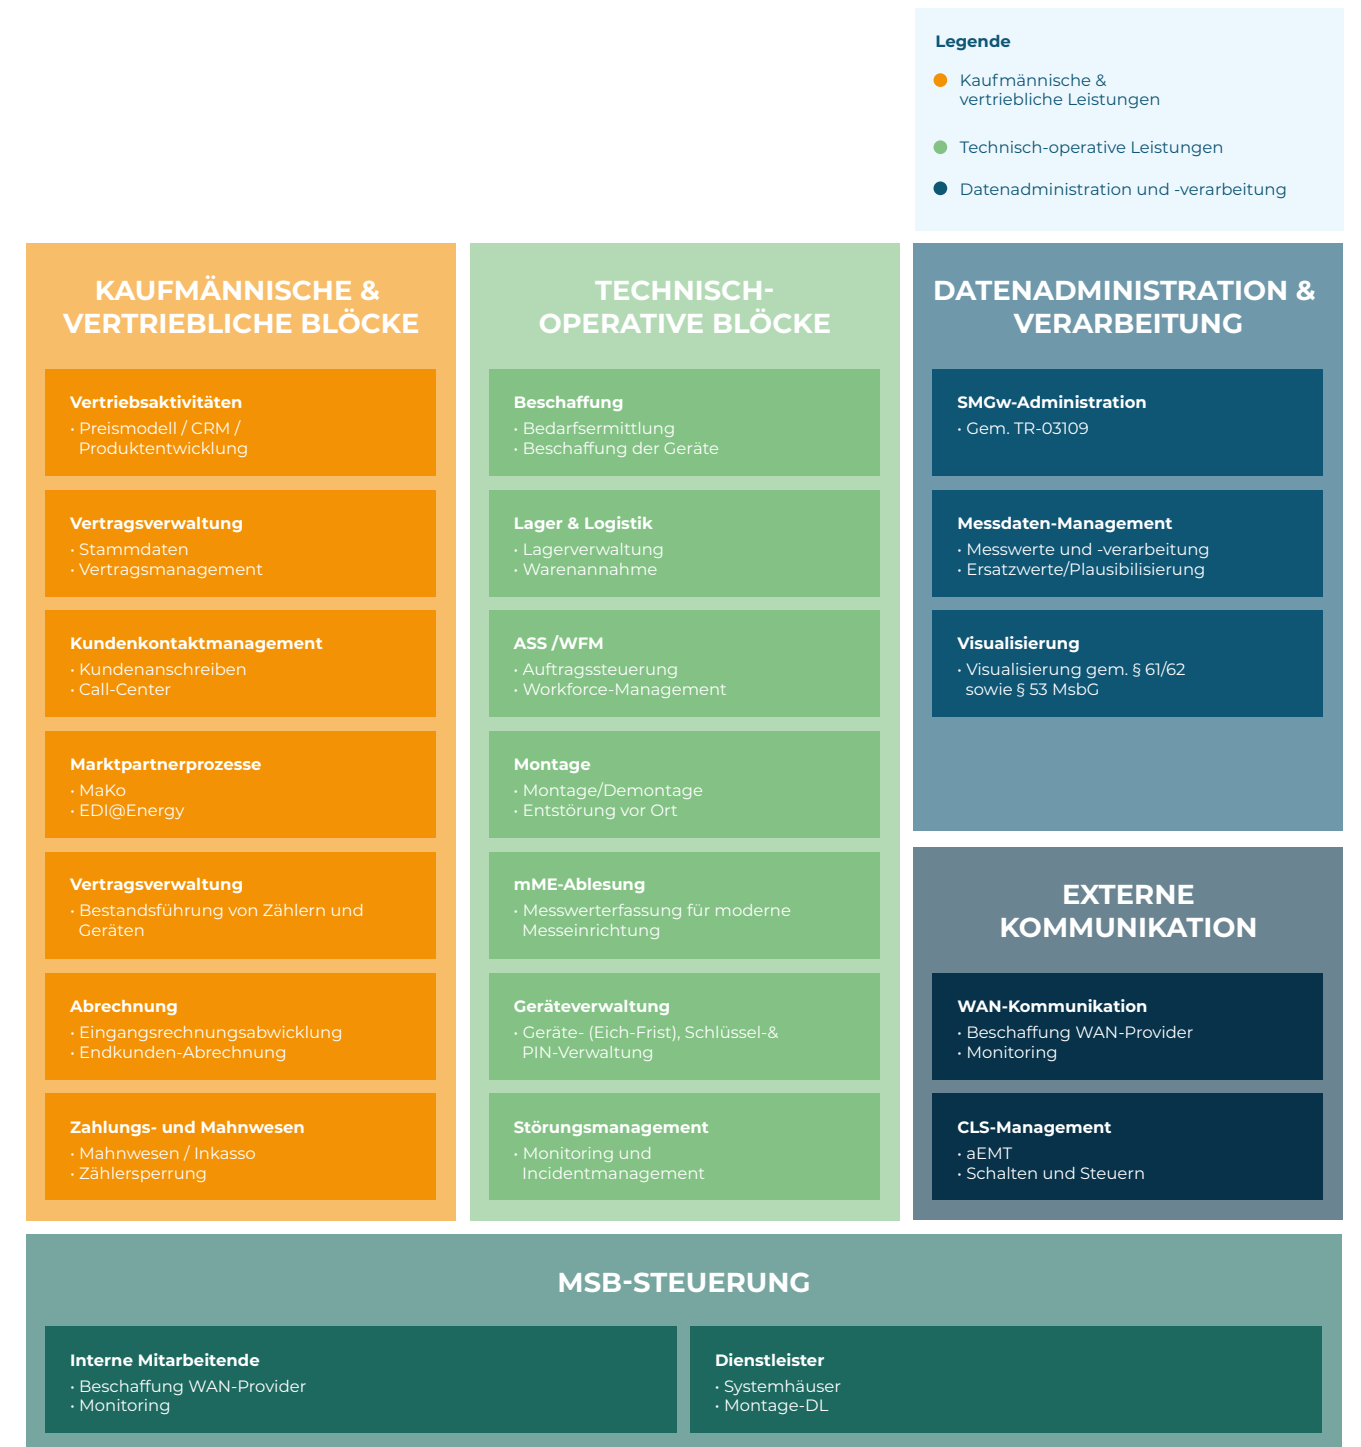 Legende
Kaufmännische &
vertriebliche Leistungen
Technisch-operative Leistungen
Datenadministration und -verarbeitung
KAUFMÄNNISCHE &
VERTRIEBLICHE BLÖCKE
Vertriebsaktivitäten
• Preismodell / CRM /
Produktentwicklung
Vertragsverwaltung
• Stammdaten
• Vertragsmanagement
Kundenkontaktmanagement
• Kundenanschreiben
• Call-Center
Marktpartnerprozesse
• MaKo
• EDI@Energy
Vertragsverwaltung
• Bestandsführung von Zählern und
Geräten
Abrechnung
• Eingangsrechnungsabwicklung
• Endkunden-Abrechnung
Zahlungs- und Mahnwesen
• Mahnwesen / Inkasso
• Zählersperrung
TECHNISCH-
OPERATIVE BLÖCKE
Beschaffung
• Bedarfsermittlung
• Beschaffung der Geräte
Lager & Logistik
• Lagerverwaltung
• Warenannahme
ASS /WFM
• Auftragssteuerung
• Workforce-Management
Montage
• Montage/Demontage
• Entstörung vor Ort
mME-Ablesung
• Messwerterfassung für moderne
Messeinrichtung
Geräteverwaltung
• Geräte- (Eich-Frist), Schlüssel-&
PIN-Verwaltung
Störungsmanagement
• Monitoring und
Incidentmanagement
DATENADMINISTRATION &
VERARBEITUNG
SMGw-Administration
• Gem. TR-03109
Messdaten-Management
• Messwerte und -verarbeitung
• Ersatzwerte/Plausibilisierung
Visualisierung
• Visualisierung gem. § 61/62
sowie § 53 MsbG
EXTERNE
KOMMUNIKATION
WAN-Kommunikation
• Beschaffung WAN-Provider
• Monitoring
CLS-Management
• aEMT
• Schalten und Steuern
MSB-STEUERUNG
Interne Mitarbeitende
• Beschaffung WAN-Provider
• Monitoring
Dienstleister
• Systemhäuser
• Montage-DL